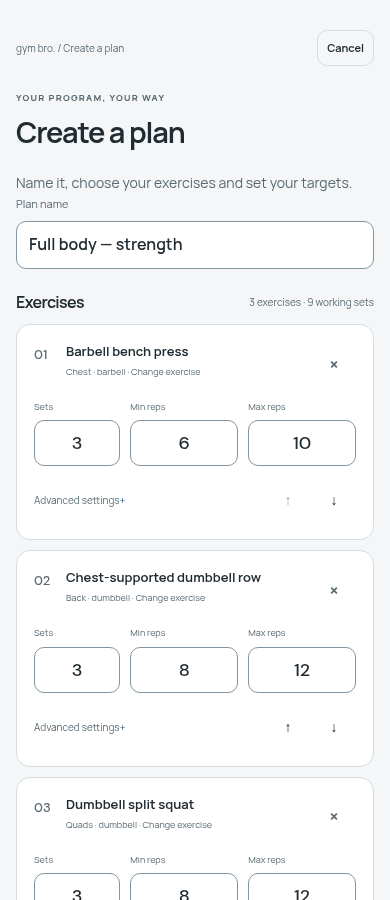 gym bro. / Create a plan
Cancel
YOUR PROGRAM, YOUR WAY
Create a plan
Name it, choose your exercises and set your targets.
Plan name
Full body — strength
Exercises
3 exercises · 9 working sets
01
Barbell bench press
×
Chest · barbell · Change exercise
Sets
Min reps
Max reps
3
6
10
Advanced settings+
↑
↓
02
Chest-supported dumbbell row
×
Back · dumbbell · Change exercise
Sets
Min reps
Max reps
3
8
12
Advanced settings+
↑
↓
03
Dumbbell split squat
×
Quads · dumbbell · Change exercise
Sets
Min reps
Max reps
3
8
12